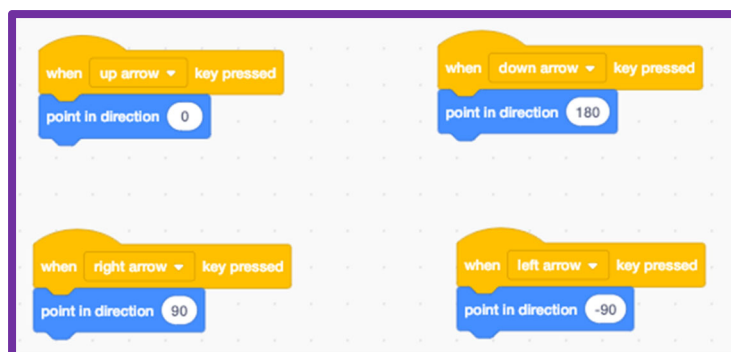 when up arrow key pressed
point in direction 0
when down arrow key pressed
point in direction 180
when right arrow key pressed
point in direction 90
when left arrow key pressed
point in direction -90